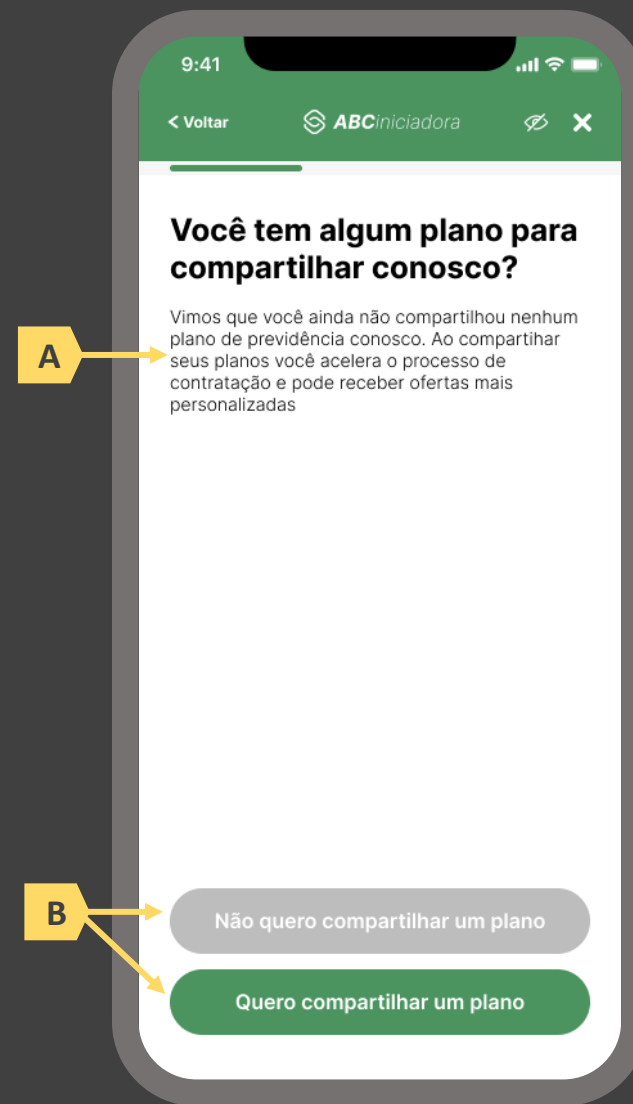 9:41
< Voltar
ABCiniciadora
Você tem algum plano para
compartilhar conosco?
Vimos que você ainda não compartilhou nenhum
plano de previdência conosco. Ao compartihar
seus planos você acelera o processo de
contratação e pode receber ofertas mais
personalizadas
A
B
Não quero compartilhar um plano
Quero compartilhar um plano